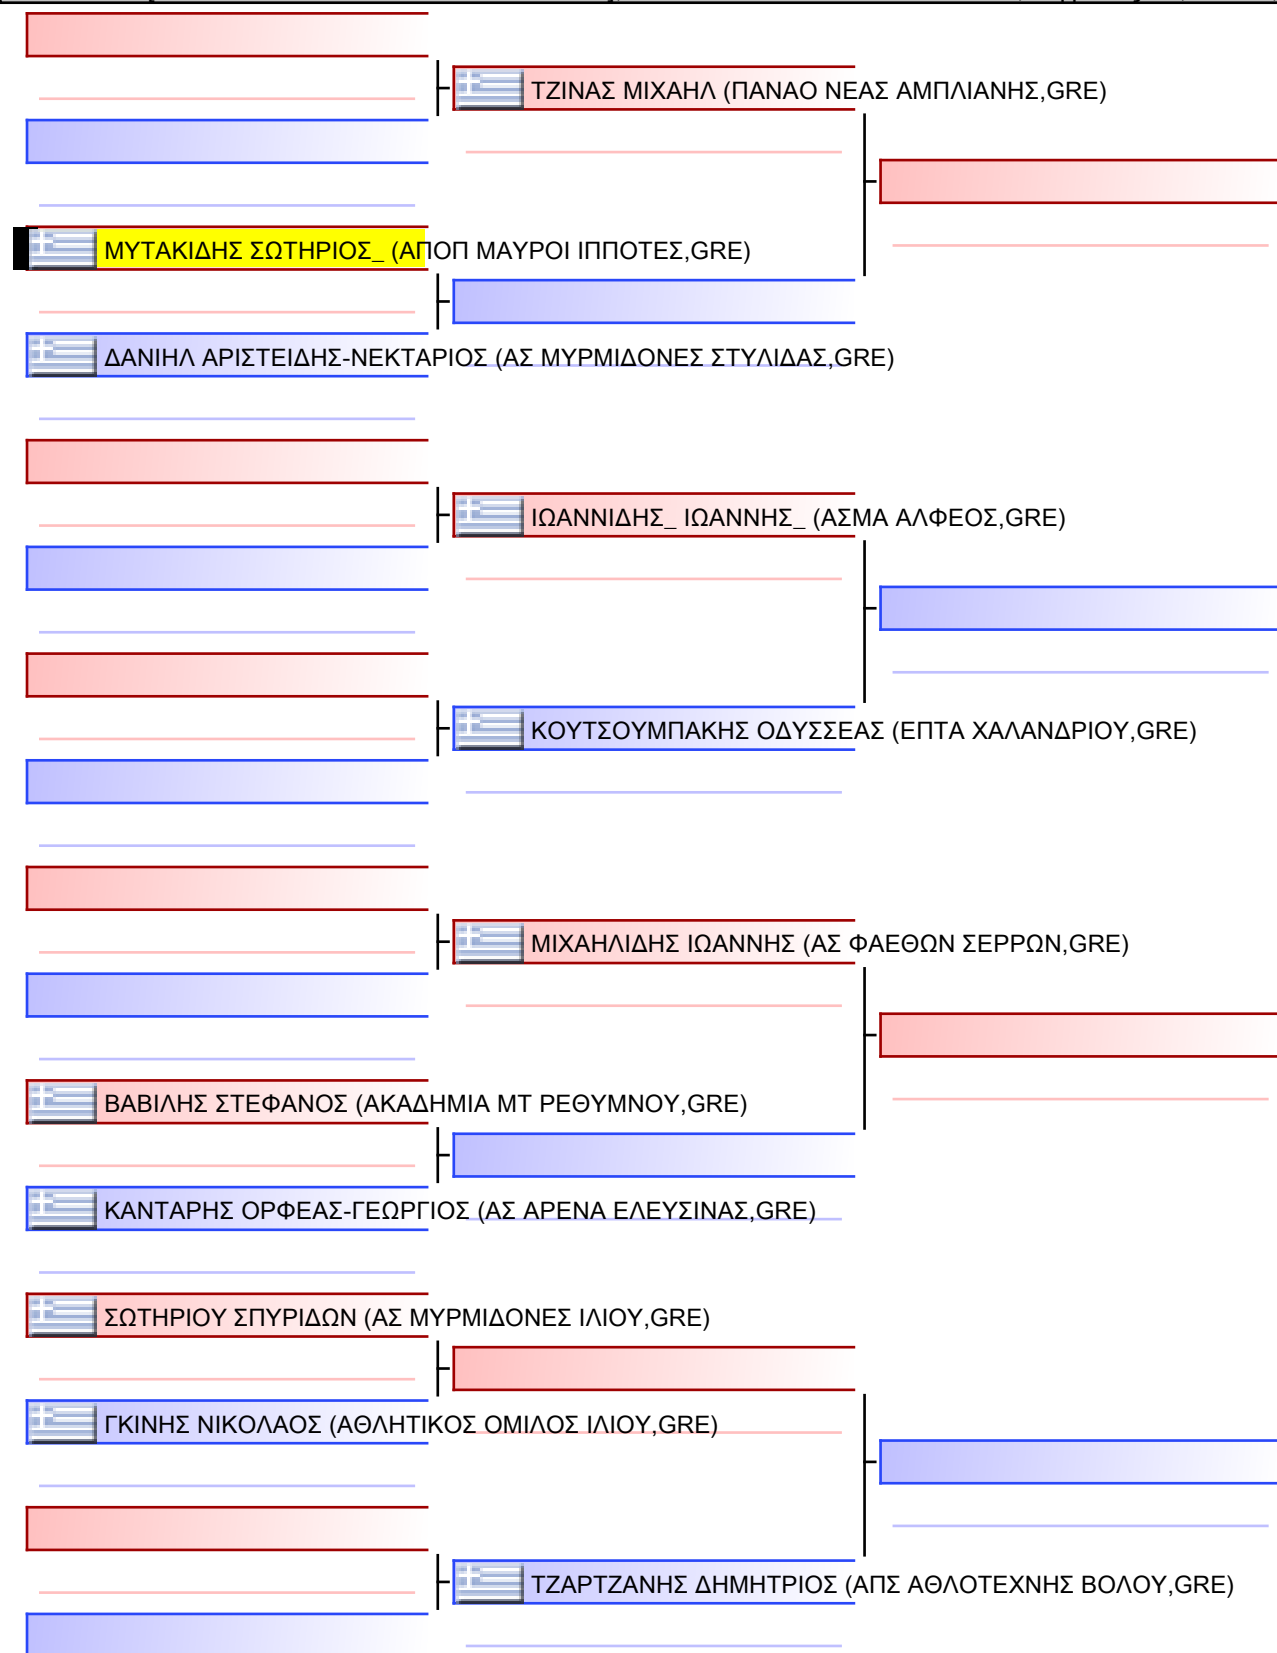 ΤΖΙΝΑΣ ΜΙΧΑΗΛ (ΠΑΝΑΟ ΝΕΑΣ ΑΜΠΛΙΑΝΗΣ,GRE)
ΜΥΤΑΚΙΔΗΣ ΣΩΤΗΡΙΟΣ_ (ΑΠΟΠ ΜΑΥΡΟΙ ΙΠΠΟΤΕΣ,GRE)
ΔΑΝΙΗΛ ΑΡΙΣΤΕΙΔΗΣ-ΝΕΚΤΑΡΙΟΣ (ΑΣ ΜΥΡΜΙΔΟΝΕΣ ΣΤΥΛΙΔΑΣ,GRE)
ΙΩΑΝΝΙΔΗΣ_ ΙΩΑΝΝΗΣ_ (ΑΣΜΑ ΑΛΦΕΟΣ,GRE)
ΚΟΥΤΣΟΥΜΠΑΚΗΣ ΟΔΥΣΣΕΑΣ (ΕΠΤΑ ΧΑΛΑΝΔΡΙΟΥ,GRE)
ΜΙΧΑΗΛΙΔΗΣ ΙΩΑΝΝΗΣ (ΑΣ ΦΑΕΘΩΝ ΣΕΡΡΩΝ,GRE)
ΒΑΒΙΛΗΣ ΣΤΕΦΑΝΟΣ (ΑΚΑΔΗΜΙΑ ΜΤ ΡΕΘΥΜΝΟΥ,GRE)
ΚΑΝΤΑΡΗΣ ΟΡΦΕΑΣ-ΓΕΩΡΓΙΟΣ (ΑΣ ΑΡΕΝΑ ΕΛΕΥΣΙΝΑΣ,GRE)
ΣΩΤΗΡΙΟΥ ΣΠΥΡΙΔΩΝ (ΑΣ ΜΥΡΜΙΔΟΝΕΣ ΙΛΙΟΥ,GRE)
ΓΚΙΝΗΣ ΝΙΚΟΛΑΟΣ (ΑΘΛΗΤΙΚΟΣ ΟΜΙΛΟΣ ΙΛΙΟΥ,GRE)
ΤΖΑΡΤΖΑΝΗΣ ΔΗΜΗΤΡΙΟΣ (ΑΠΣ ΑΘΛΟΤΕΧΝΗΣ ΒΟΛΟΥ,GRE)